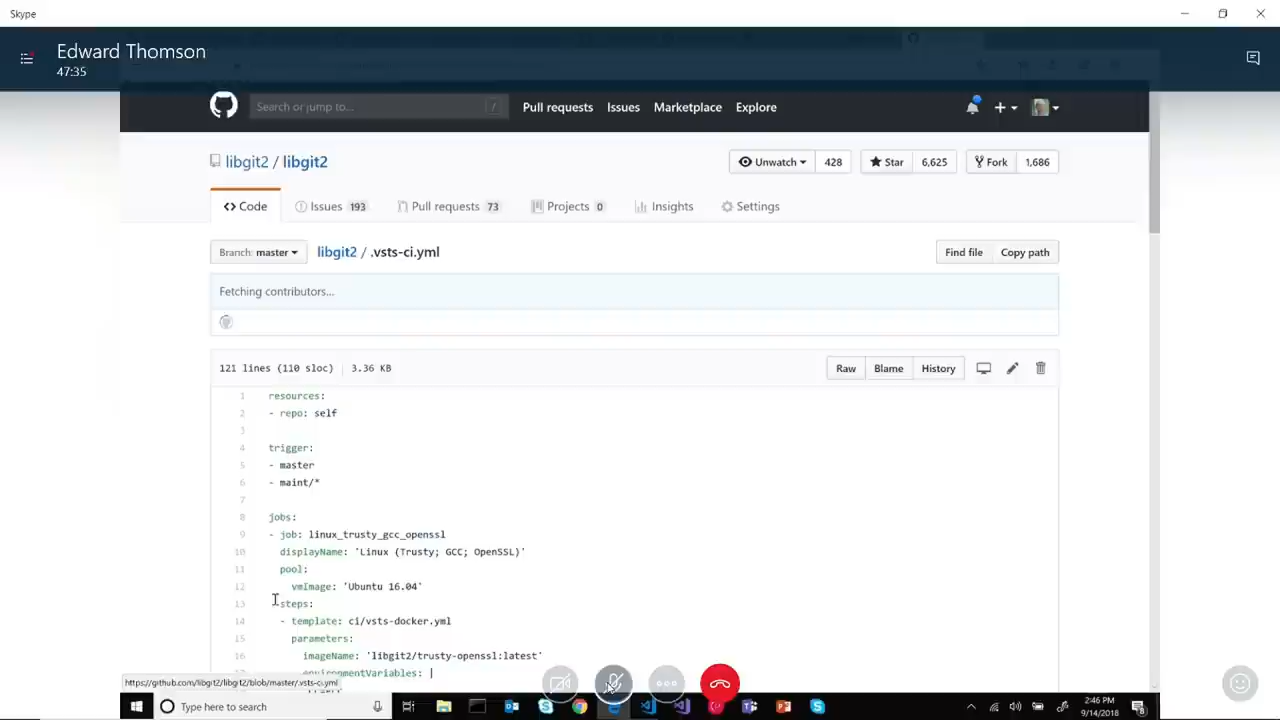 Skype
Edward Thomson
47:35
Search or jump to...
/
Pull requests
Issues
Marketplace
Explore
libgit2 / libgit2
Unwatch 428
Star 6,625
Fork 1,686
Code
Issues 193
Pull requests 73
Projects 0
Insights
Settings
Branch: master
libgit2 / .vsts-ci.yml
Find file
Copy path
Fetching contributors...
121 lines (110 sloc)
3.36 KB
Raw
Blame
History
1 resources:
2 - repo: self
3
4 trigger:
5 - master
6 - maint/*
7
8 jobs:
9 - job: linux_trusty_gcc_openssl
10 displayName: 'Linux (Trusty; GCC; OpenSSL)'
11 pool:
12 vmImage: 'Ubuntu 16.04'
13 steps:
14 - template: ci/vsts-docker.yml
15 parameters:
16 imageName: 'libgit2/trusty-openssl:latest'
environmentVariables: |
https://github.com/libgit2/libgit2/blob/master/.vsts-ci.yml
Type here to search
2:46 PM
9/14/2018